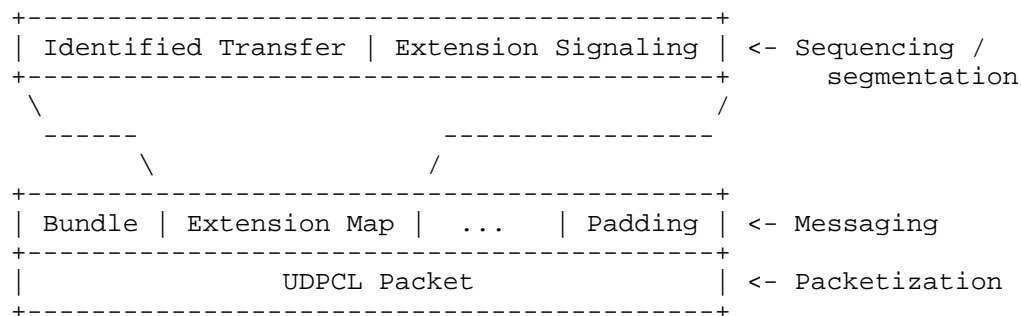 Identified Transfer | Extension Signaling <- Sequencing /
segmentation
Bundle | Extension Map | ... | Padding <- Messaging
UDPCL Packet <- Packetization